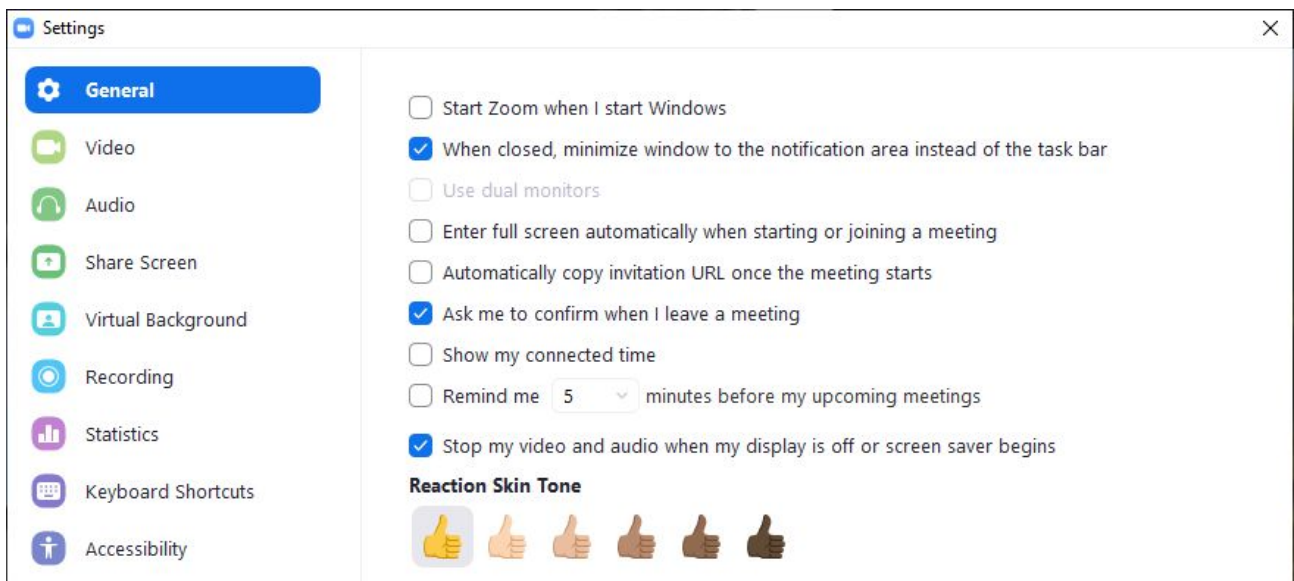 Settings
General
Video
Audio
Share Screen
Virtual Background
Recording
Statistics
Keyboard Shortcuts
Accessibility
Start Zoom when I start Windows
When closed, minimize window to the notification area instead of the task bar
Use dual monitors
Enter full screen automatically when starting or joining a meeting
Automatically copy invitation URL once the meeting starts
Ask me to confirm when I leave a meeting
Show my connected time
Remind me 5 minutes before my upcoming meetings
Stop my video and audio when my display is off or screen saver begins
Reaction Skin Tone